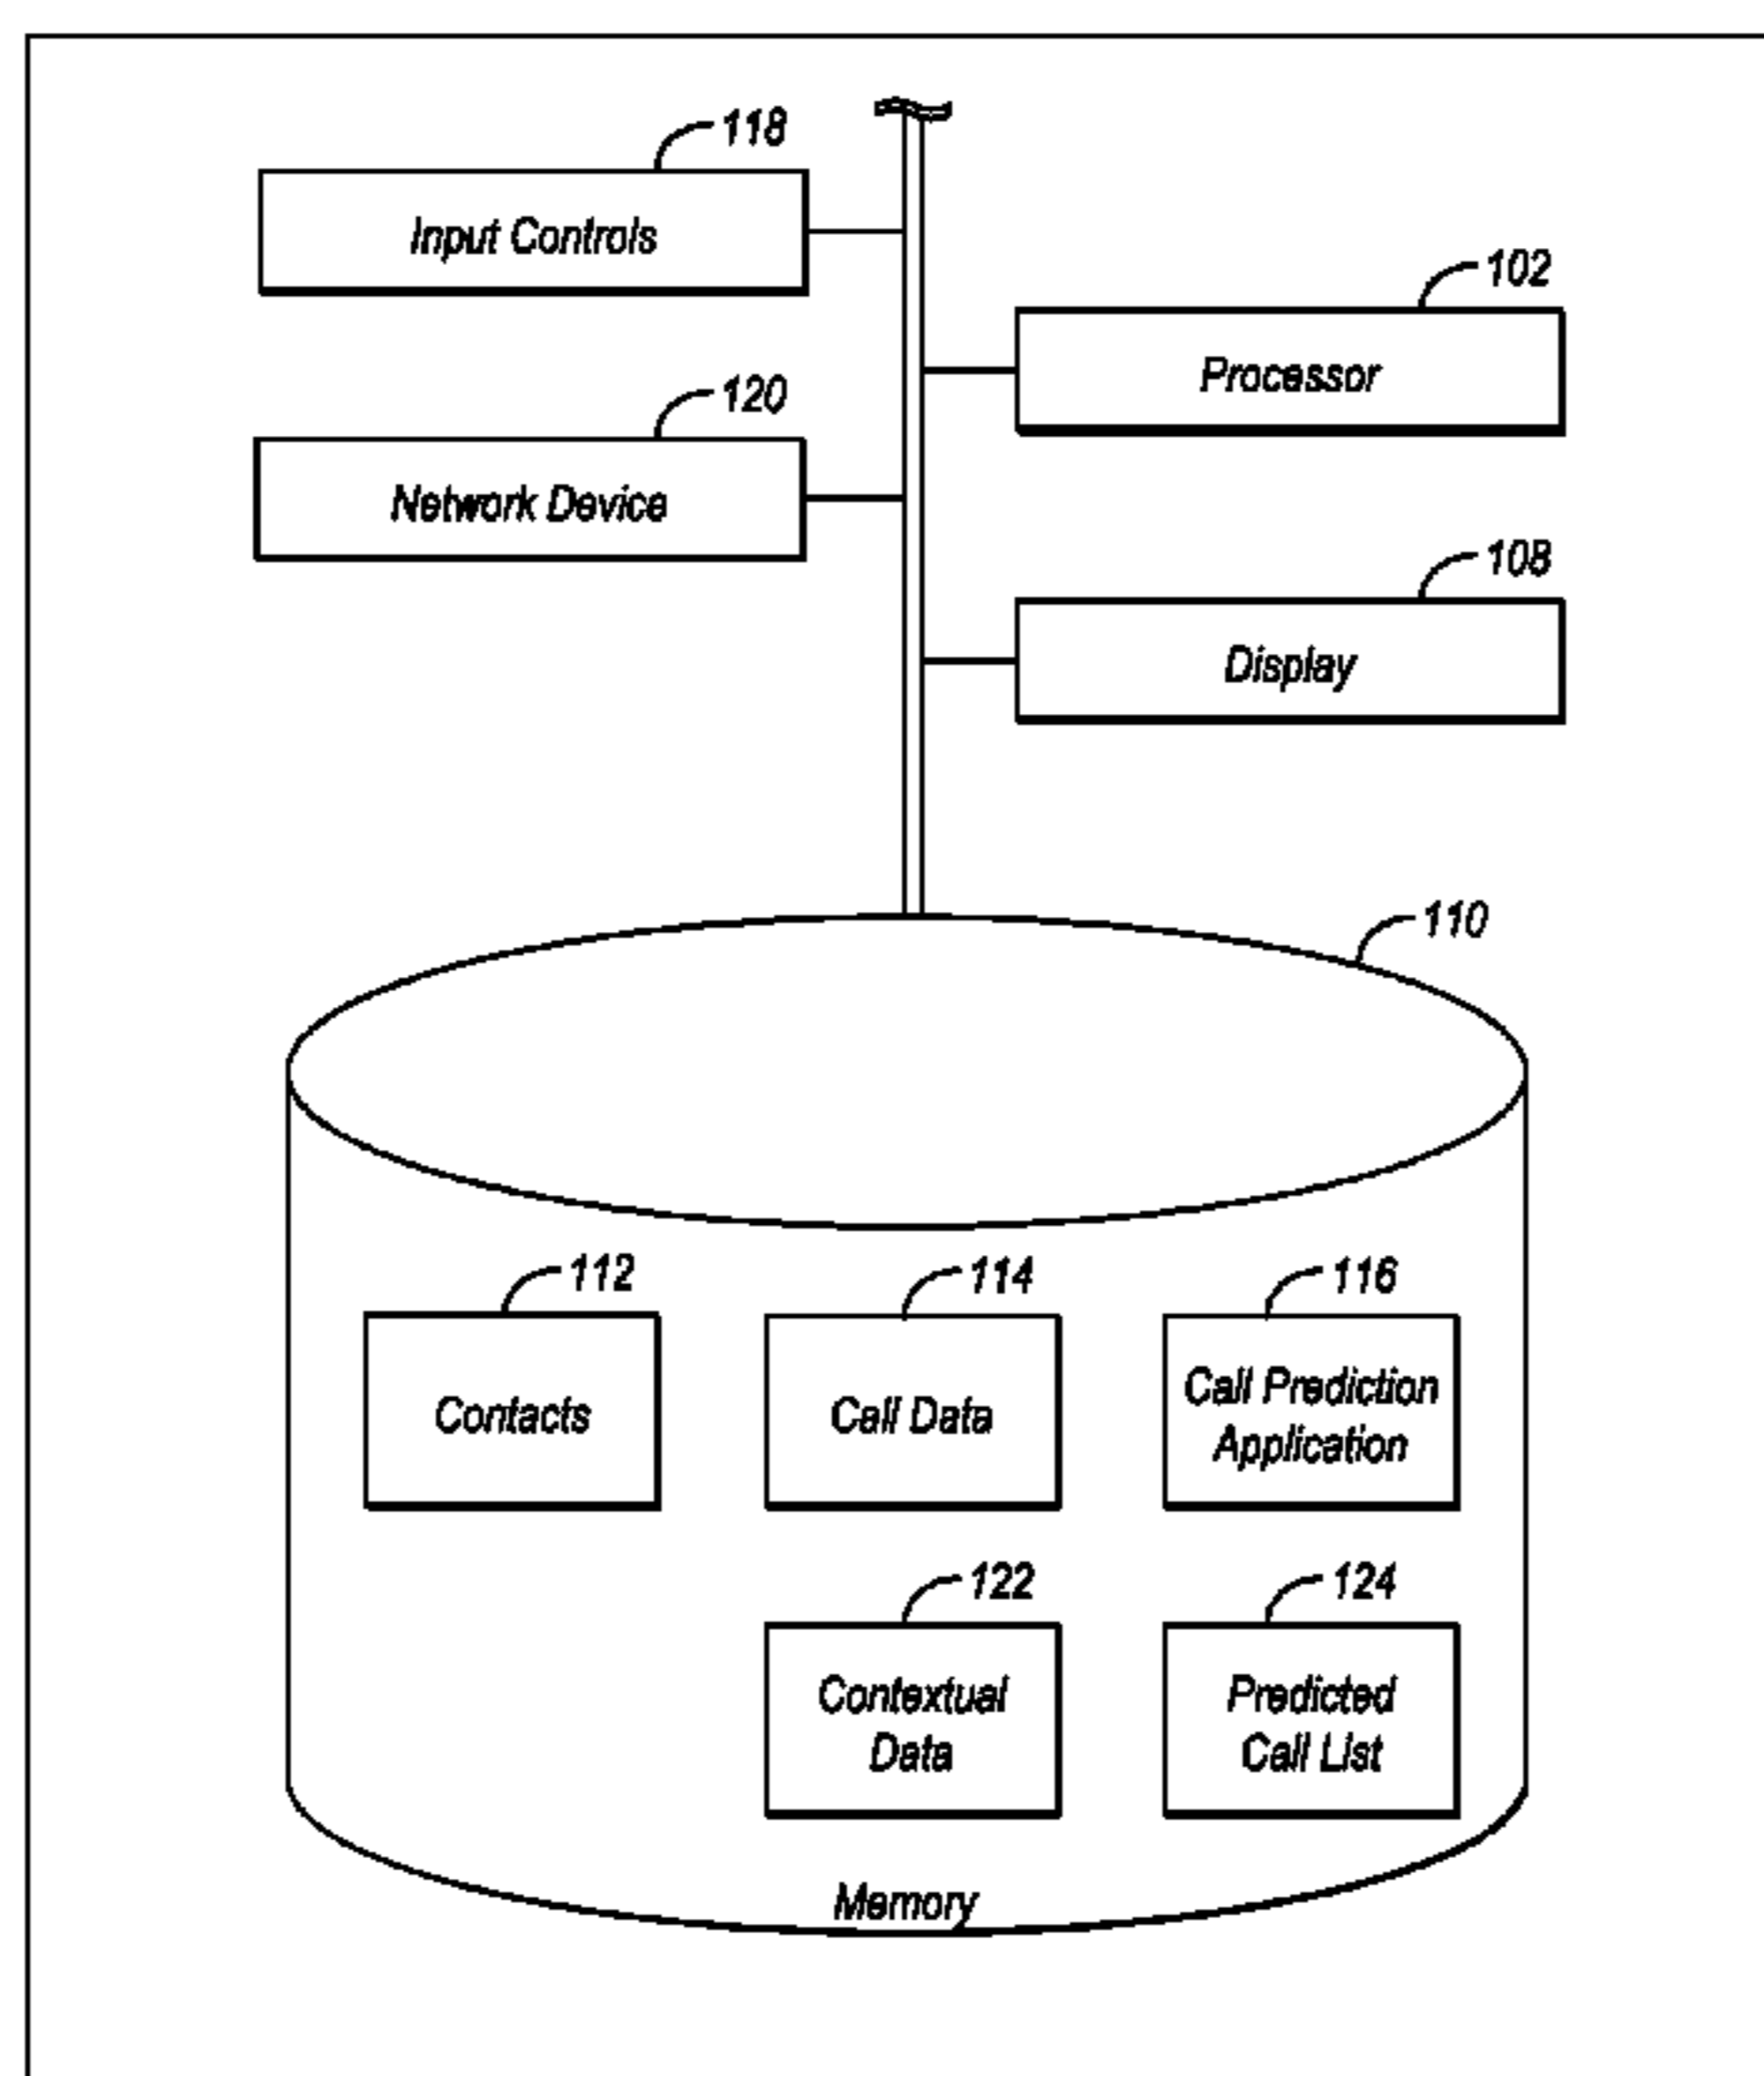 118
Input Controls
102
Processor
120
Network Device
108
Display
110
112
114
116
Contacts
Call Data
Call Prediction
Application
122
124
Contextual
Data
Predicted
Call List
Memory